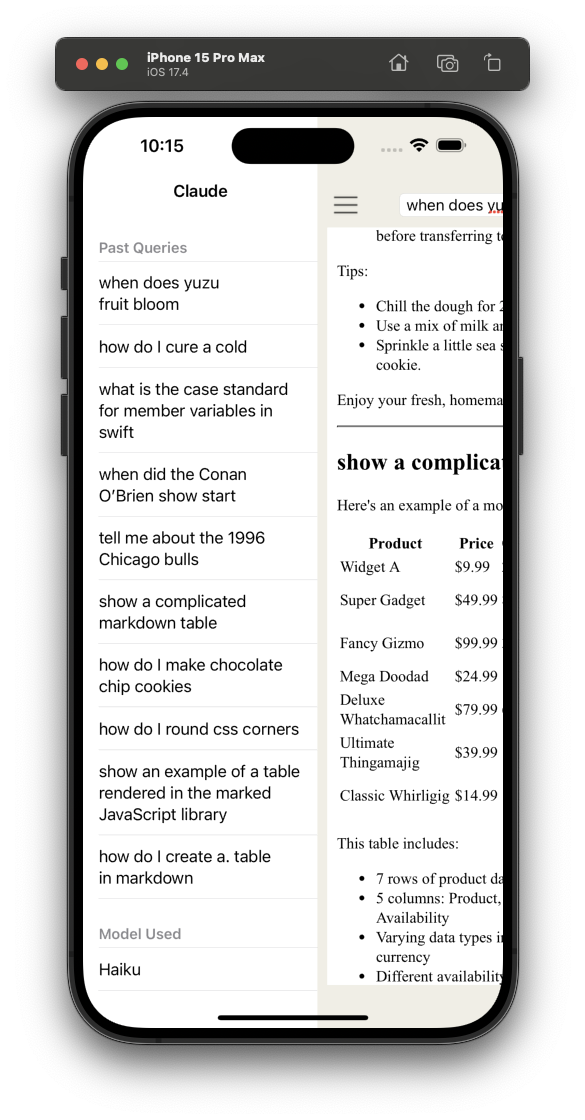 iPhone 15 Pro Max
iOS 17.4
10:15
Claude
Past Queries
when does yuzu
fruit bloom
how do I cure a cold
what is the case standard
for member variables in
swift
when did the Conan
O’Brien show start
tell me about the 1996
Chicago bulls
show a complicated
markdown table
how do I make chocolate
chip cookies
how do I round css corners
show an example of a table
rendered in the marked
JavaScript library
how do I create a. table
in markdown
Model Used
Haiku
when does yu
before transferring to
Tips:
• Chill the dough for 2
• Use a mix of milk an
• Sprinkle a little sea s
cookie.
Enjoy your fresh, homema
show a complica
Here's an example of a mo
Product Price
Widget A $9.99
Super Gadget $49.99
Fancy Gizmo $99.99
Mega Doodad $24.99
Deluxe
Whatchamacallit $79.99
Ultimate
Thingamajig $39.99
Classic Whirligig $14.99
This table includes:
• 7 rows of product da
• 5 columns: Product,
Availability
• Varying data types in
currency
• Different availability